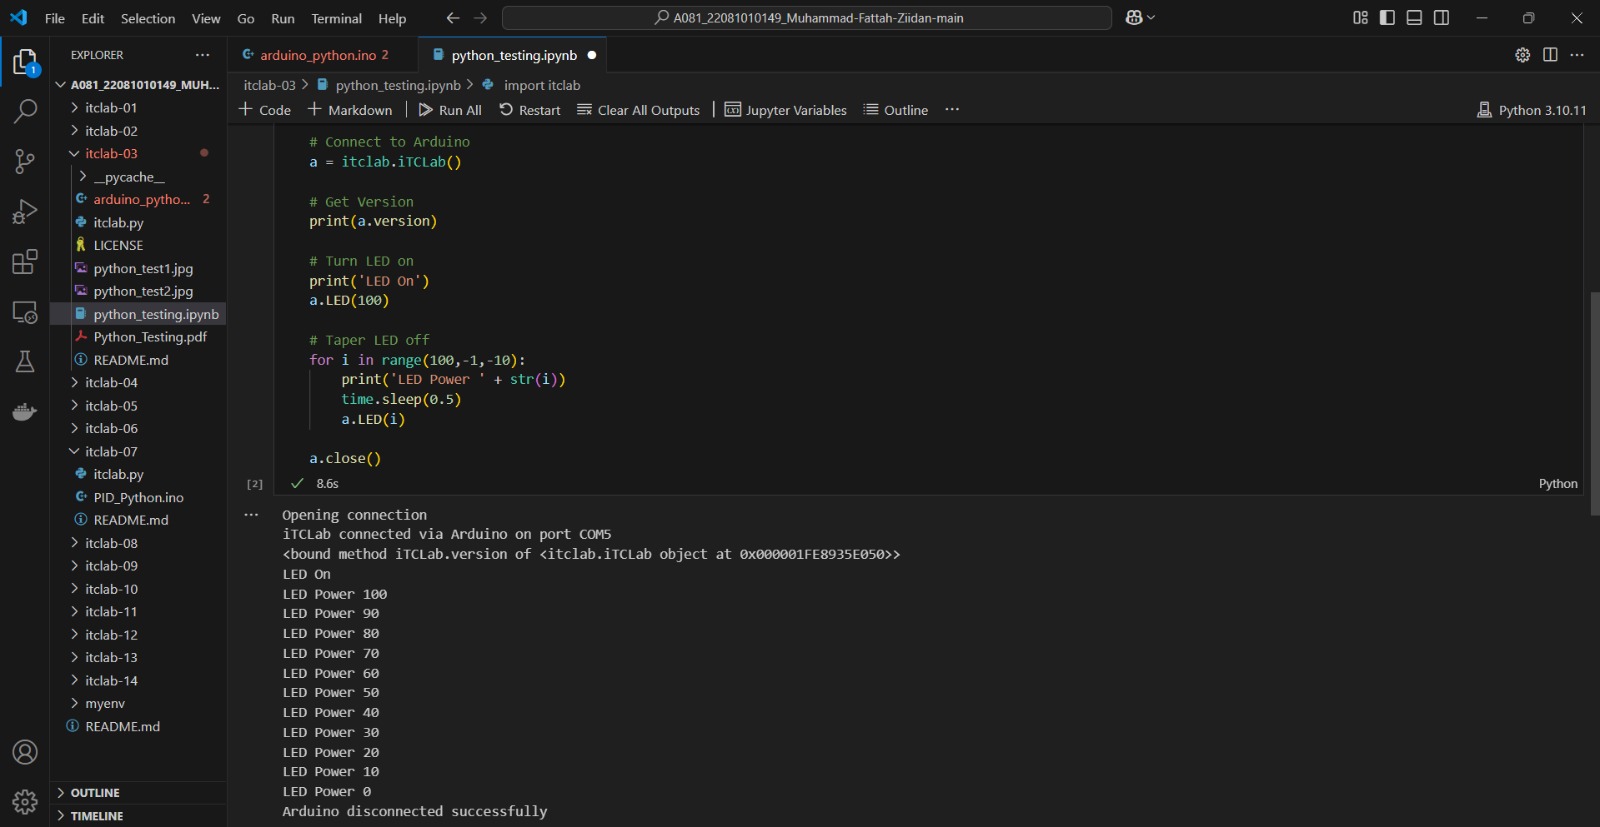 File Edit Selection View Go Run Terminal Help
A081_22081010149_Muhammad-Fattah-Ziidan-main
1
EXPLORER
A081_22081010149_MUH...
itclab-01
itclab-02
itclab-03
__pycache__
arduino_pytho... 2
itclab.py
LICENSE
python_test1.jpg
python_test2.jpg
python_testing.ipynb
Python_Testing.pdf
README.md
itclab-04
itclab-05
itclab-06
itclab-07
itclab.py
PID_Python.ino
README.md
itclab-08
itclab-09
itclab-10
itclab-11
itclab-12
itclab-13
itclab-14
myenv
README.md
OUTLINE
TIMELINE
arduino_python.ino 2
python_testing.ipynb
itclab-03 > python_testing.ipynb > import itclab
+ Code + Markdown | Run All Restart Clear All Outputs | Jupyter Variables Outline ...
Python 3.10.11
# Connect to Arduino
a = itclab.iTCLab()
# Get Version
print(a.version)
# Turn LED on
print('LED On')
a.LED(100)
# Taper LED off
for i in range(100,-1,-10):
    print('LED Power ' + str(i))
    time.sleep(0.5)
    a.LED(i)
a.close()
[2] ✓ 8.6s
Python
Opening connection
iTCLab connected via Arduino on port COM5
<bound method iTCLab.version of <itclab.iTCLab object at 0x000001FE8935E050>>
LED On
LED Power 100
LED Power 90
LED Power 80
LED Power 70
LED Power 60
LED Power 50
LED Power 40
LED Power 30
LED Power 20
LED Power 10
LED Power 0
Arduino disconnected successfully